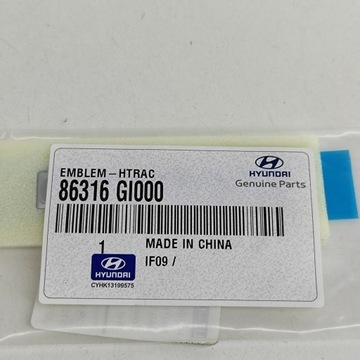 EMBLEM-HTRAC
86316 GI000
HYUNDAI
Genuine Parts
1
MADE IN CHINA
HYUNDAI
IF09 /
CYHK13199575